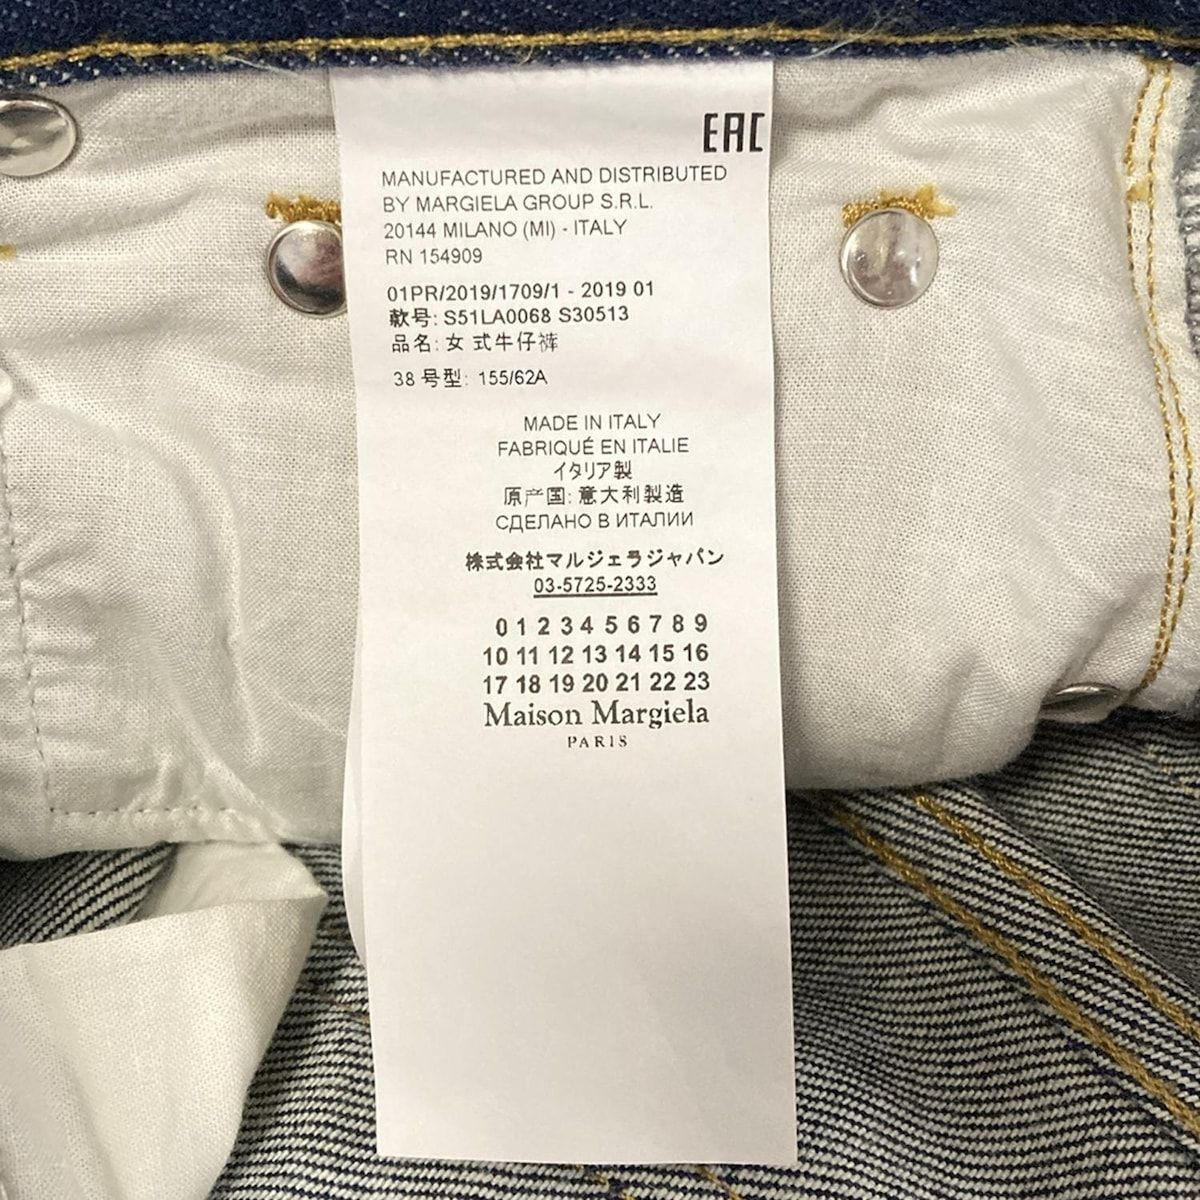 EAC
MANUFACTURED AND DISTRIBUTED
BY MARGIELA GROUP S.R.L.
20144 MILANO (MI) - ITALY
RN 154909
01PR/2019/1709/1 - 2019 01
款号: S51LA0068 S30513
品名: 女 式牛仔裤
38 号型: 155/62A
MADE IN ITALY
FABRIQUÉ EN ITALIE
イタリア製
原产国: 意大利製造
СДЕЛАНО В ИТАЛИИ
株式会社マルジェラジャパン
03-5725-2333
0 1 2 3 4 5 6 7 8 9
10 11 12 13 14 15 16
17 18 19 20 21 22 23
Maison Margiela
PARIS